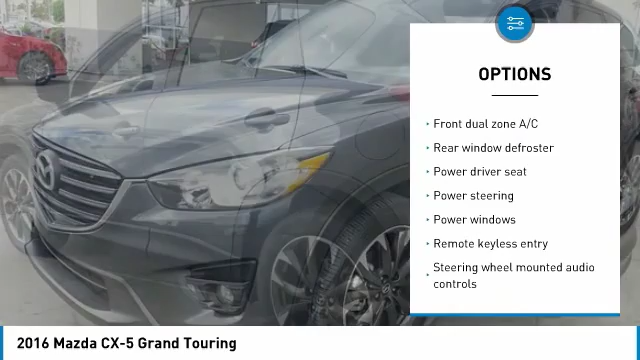 OPTIONS
Front dual zone A/C
Rear window defroster
Power driver seat
Power steering
Power windows
Remote keyless entry
Steering wheel mounted audio
controls
2016 Mazda CX-5 Grand Touring